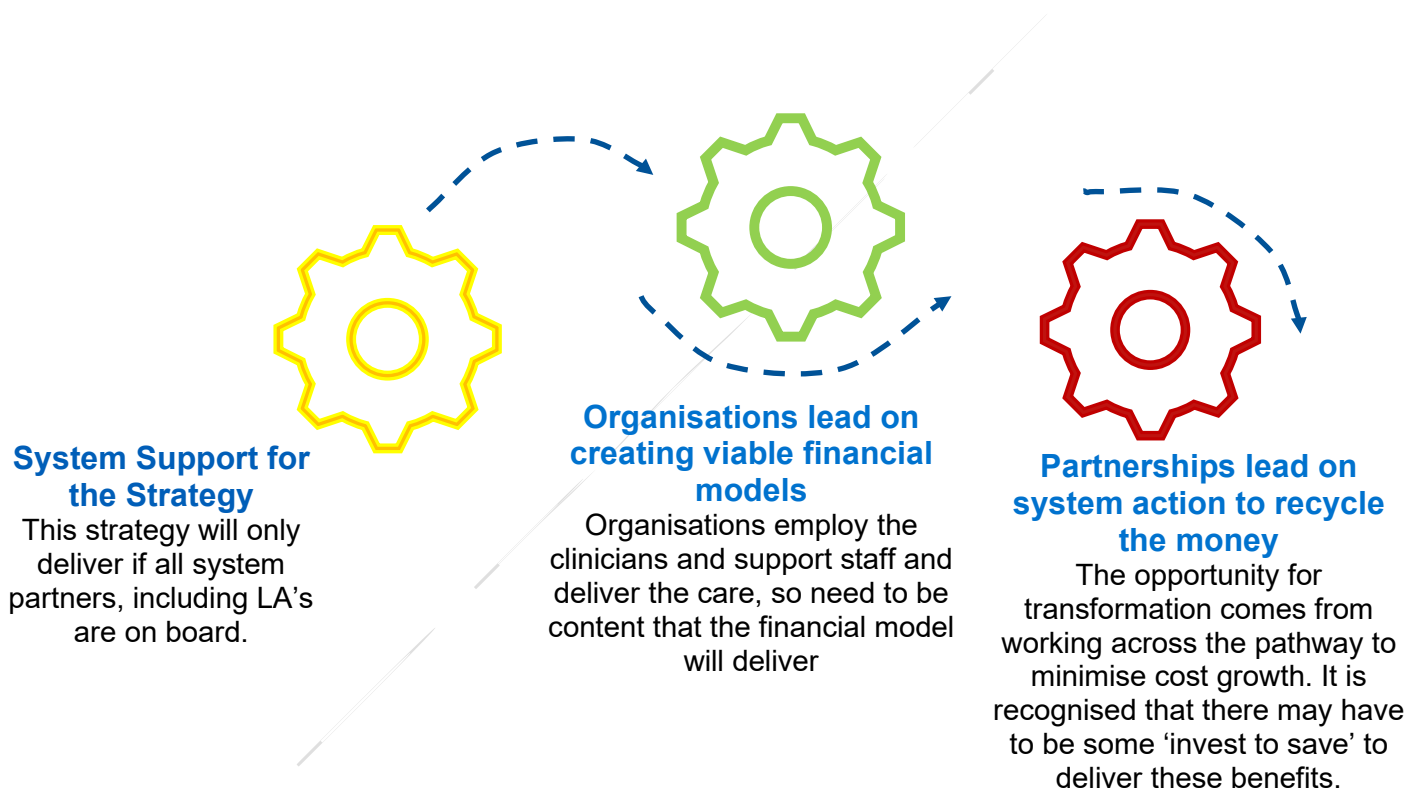 System Support for
the Strategy
This strategy will only
deliver if all system
partners, including LA's
are on board.
Organisations lead on
creating viable financial
models
Organisations employ the
clinicians and support staff and
deliver the care, so need to be
content that the financial model
will deliver
Partnerships lead on
system action to recycle
the money
The opportunity for
transformation comes from
working across the pathway to
minimise cost growth. It is
recognised that there may have
to be some ‘invest to save’ to
deliver these benefits.